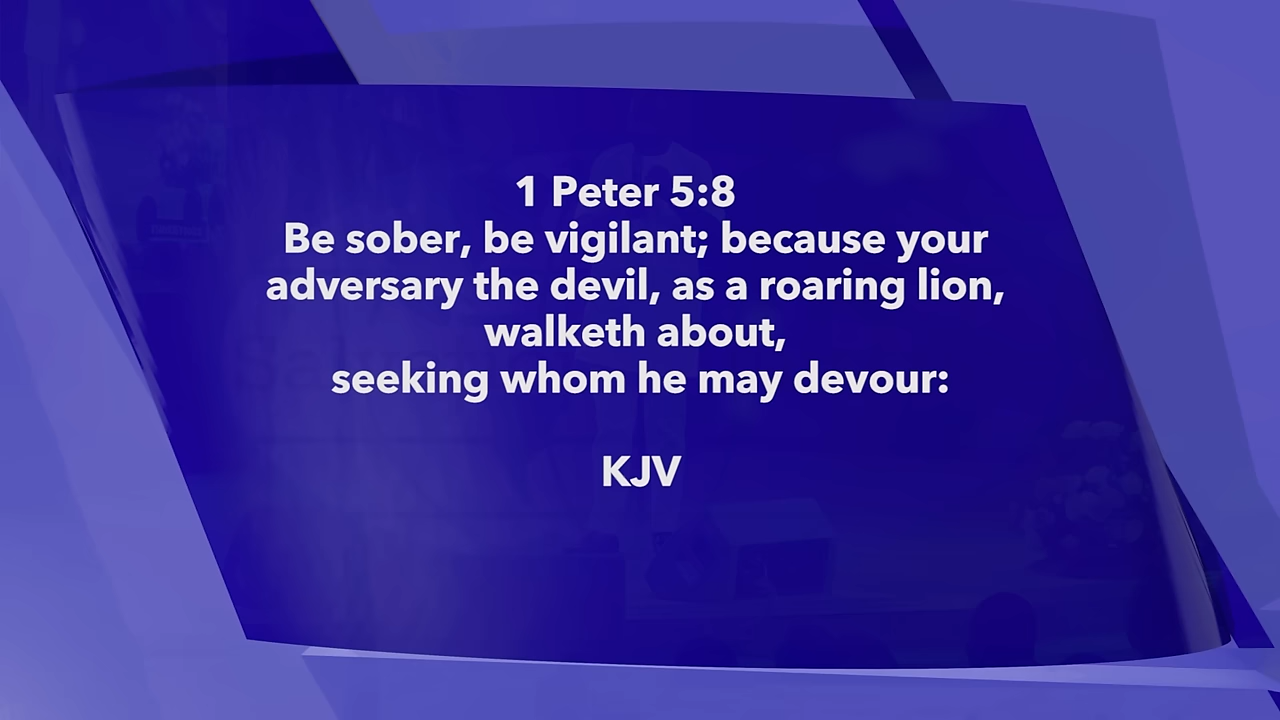 1 Peter 5:8
Be sober, be vigilant; because your
adversary the devil, as a roaring lion,
walketh about,
seeking whom he may devour:
KJV